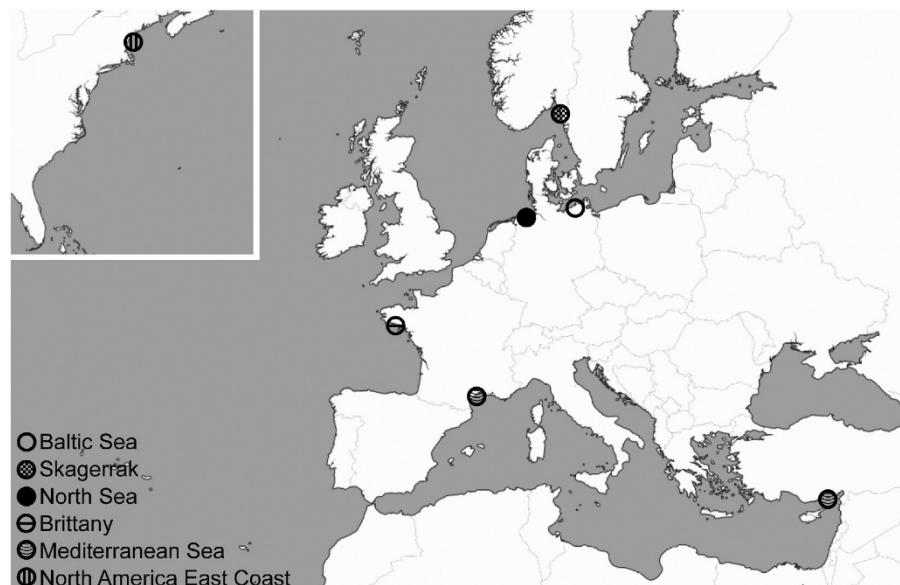 Baltic Sea
Skagerrak
North Sea
Brittany
Mediterranean Sea
North America East Coast